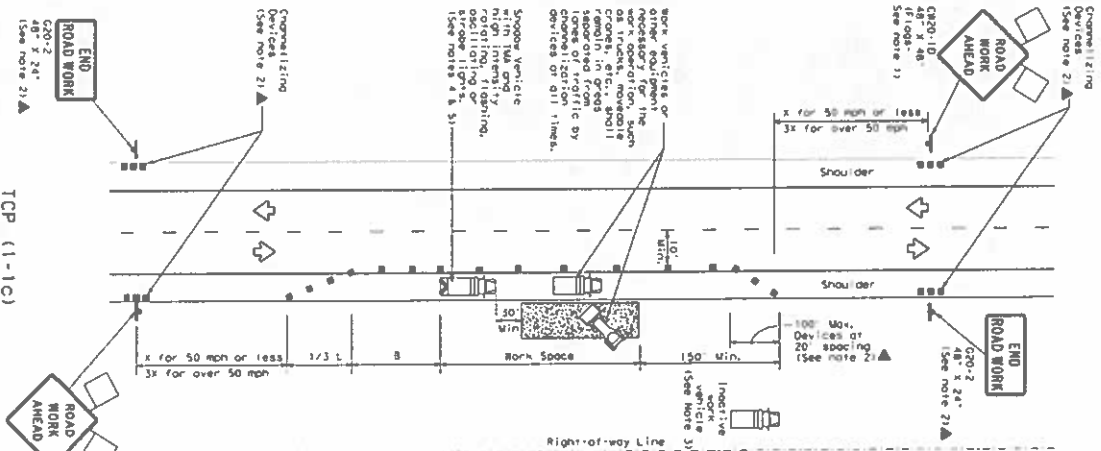 Channelizing
Devices
(See note 2)▲
CW20-1D
48" X 48"
(Flags-
See note 1)
ROAD
WORK
AHEAD
X for 50 mph or less
3X for over 50 mph
Shoulder
Work vehicles or
other equipment
necessary for the
work operation, such
as trucks, moveable
cranes, etc., shall
remain in areas
separated from
lanes of traffic by
channelization
devices at all times.
Shadow Vehicle
with TMA and
high intensity
rotating, flashing,
oscillating or
strobe lights.
(See notes 4 & 5)
Channelizing
Devices
(See note 2)▲
END
ROAD WORK
G20-2
48" X 24"
(See note 2)▲
10'
Min.
Shoulder
30'
Min
100' Max.
Devices at
20' spacing
(See note 2)▲
END
ROAD WORK
G20-2
48" X 24"
(See note 2)▲
X for 50 mph or less
3X for over 50 mph
1/3 L
B
Work Space
150' Min.
Inactive
work
vehicle
(See Note 3)
ROAD
WORK
AHEAD
Right-of-way Line
TCP (1-1c)